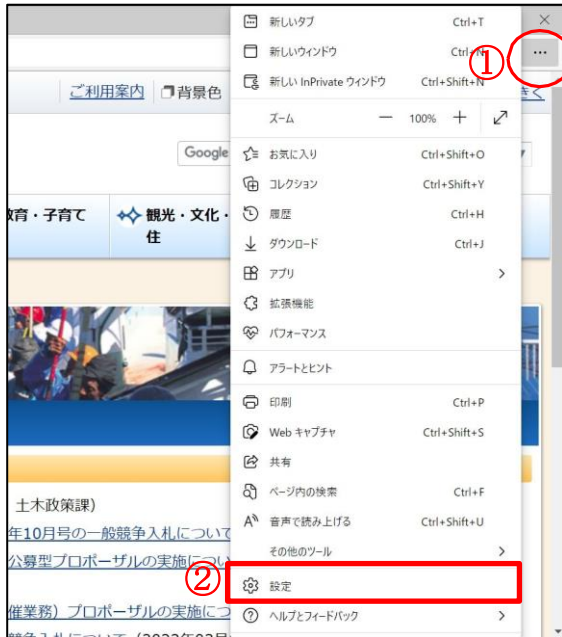 新しいタブ Ctrl+T
新しいウィンドウ Ctrl+N
①
…
新しい InPrivate ウィンドウ Ctrl+Shift+N
ご利用案内 背景色
ズーム 100%
Google
お気に入り Ctrl+Shift+O
コレクション Ctrl+Shift+Y
育・子育て
観光・文化・
住
履歴 Ctrl+H
ダウンロード Ctrl+J
アプリ
拡張機能
パフォーマンス
アラートとヒント
印刷 Ctrl+P
Web キャプチャ Ctrl+Shift+S
共有
ページ内の検索 Ctrl+F
土木政策課)
音声で読み上げる Ctrl+Shift+U
年10月号の一般競争入札について
その他のツール
公募型プロポーザルの実施につい
②
設定
催業務）プロポーザルの実施につ
ヘルプとフィードバック